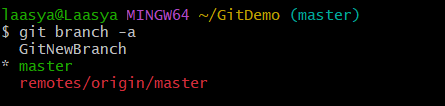 laasya@Laasya MINGW64 ~/GitDemo (master)
$ git branch -a
  GitNewBranch
* master
  remotes/origin/master